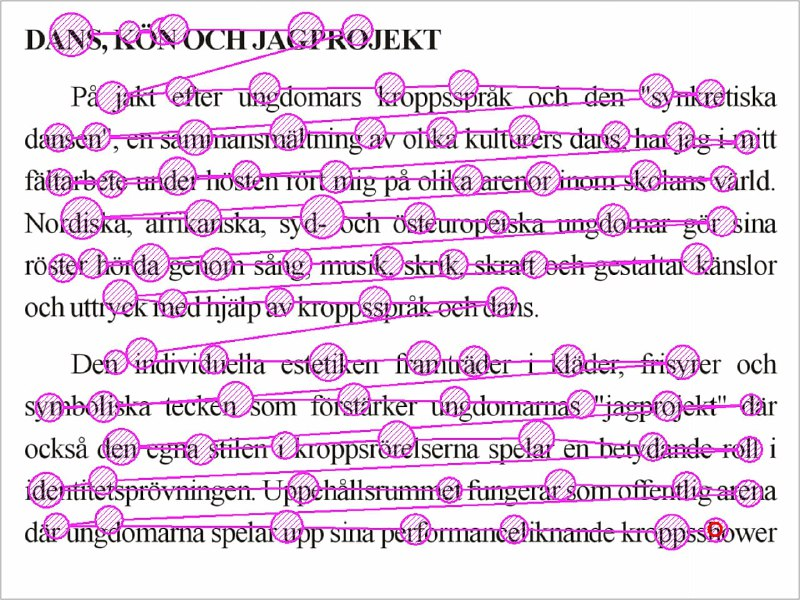 DANS, KÖN OCH JAGPROJEKT
På jakt efter ungdomars kroppsspråk och den "synkretiska
dansen", en sammansmältning av olika kulturers dans, har jag i mitt
fältarbete under hösten rört mig på olika arenor inom skolans värld.
Nordiska, afrikanska, syd- och östeuropeiska ungdomar gör sina
röster hörda genom sång, musik, skrik, skratt och gestaltar känslor
och uttryck med hjälp av kroppsspråk och dans.
Den individuella estetiken framträder i kläder, frisyrer och
symboliska tecken som förstärker ungdomarnas "jagprojekt" där
också den egna stilen i kroppsrörelserna spelar en betydande roll i
identitetsprövningen. Uppehållsrummet fungerar som offentlig arena
där ungdomarna spelar upp sina performanceliknande kroppsshower